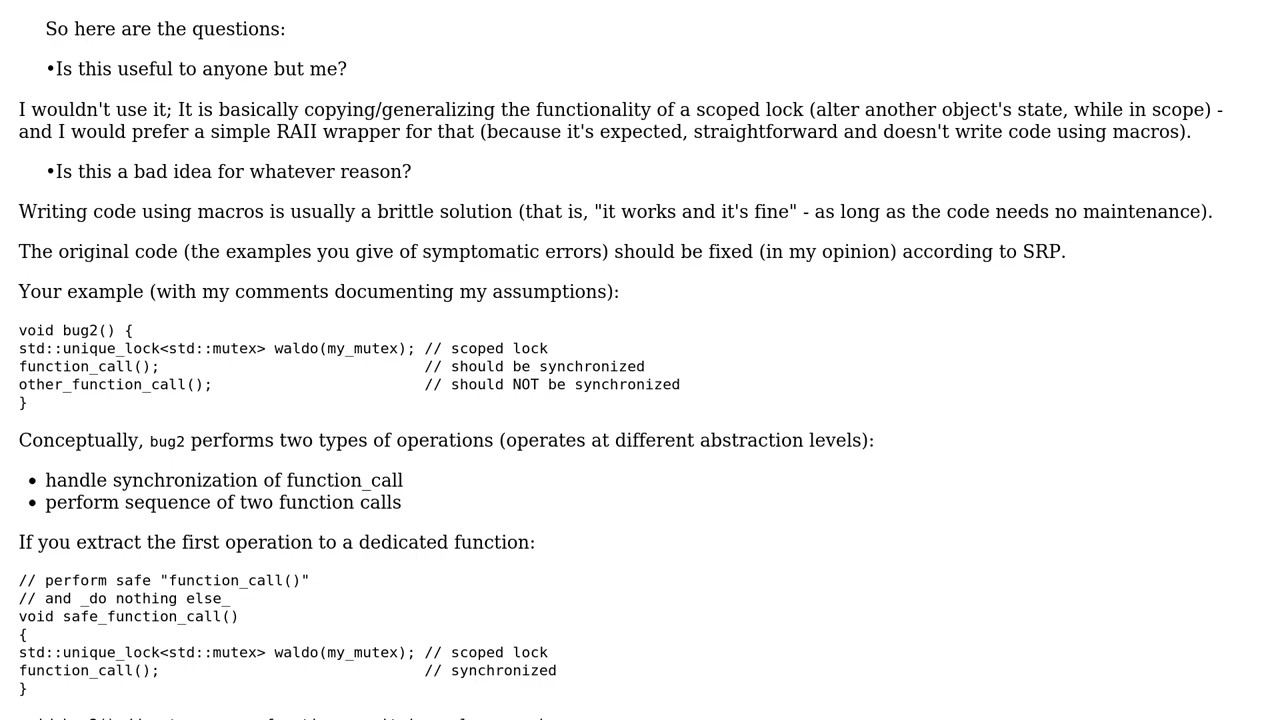 So here are the questions:
•Is this useful to anyone but me?
I wouldn't use it; It is basically copying/generalizing the functionality of a scoped lock (alter another object's state, while in scope) -
and I would prefer a simple RAII wrapper for that (because it's expected, straightforward and doesn't write code using macros).
•Is this a bad idea for whatever reason?
Writing code using macros is usually a brittle solution (that is, "it works and it's fine" - as long as the code needs no maintenance).
The original code (the examples you give of symptomatic errors) should be fixed (in my opinion) according to SRP.
Your example (with my comments documenting my assumptions):
void bug2() {
std::unique_lock<std::mutex> waldo(my_mutex); // scoped lock
function_call();                              // should be synchronized
other_function_call();                        // should NOT be synchronized
}
Conceptually, bug2 performs two types of operations (operates at different abstraction levels):
• handle synchronization of function_call
• perform sequence of two function calls
If you extract the first operation to a dedicated function:
// perform safe "function_call()"
// and _do nothing else_
void safe_function_call()
{
std::unique_lock<std::mutex> waldo(my_mutex); // scoped lock
function_call();                              // synchronized
}